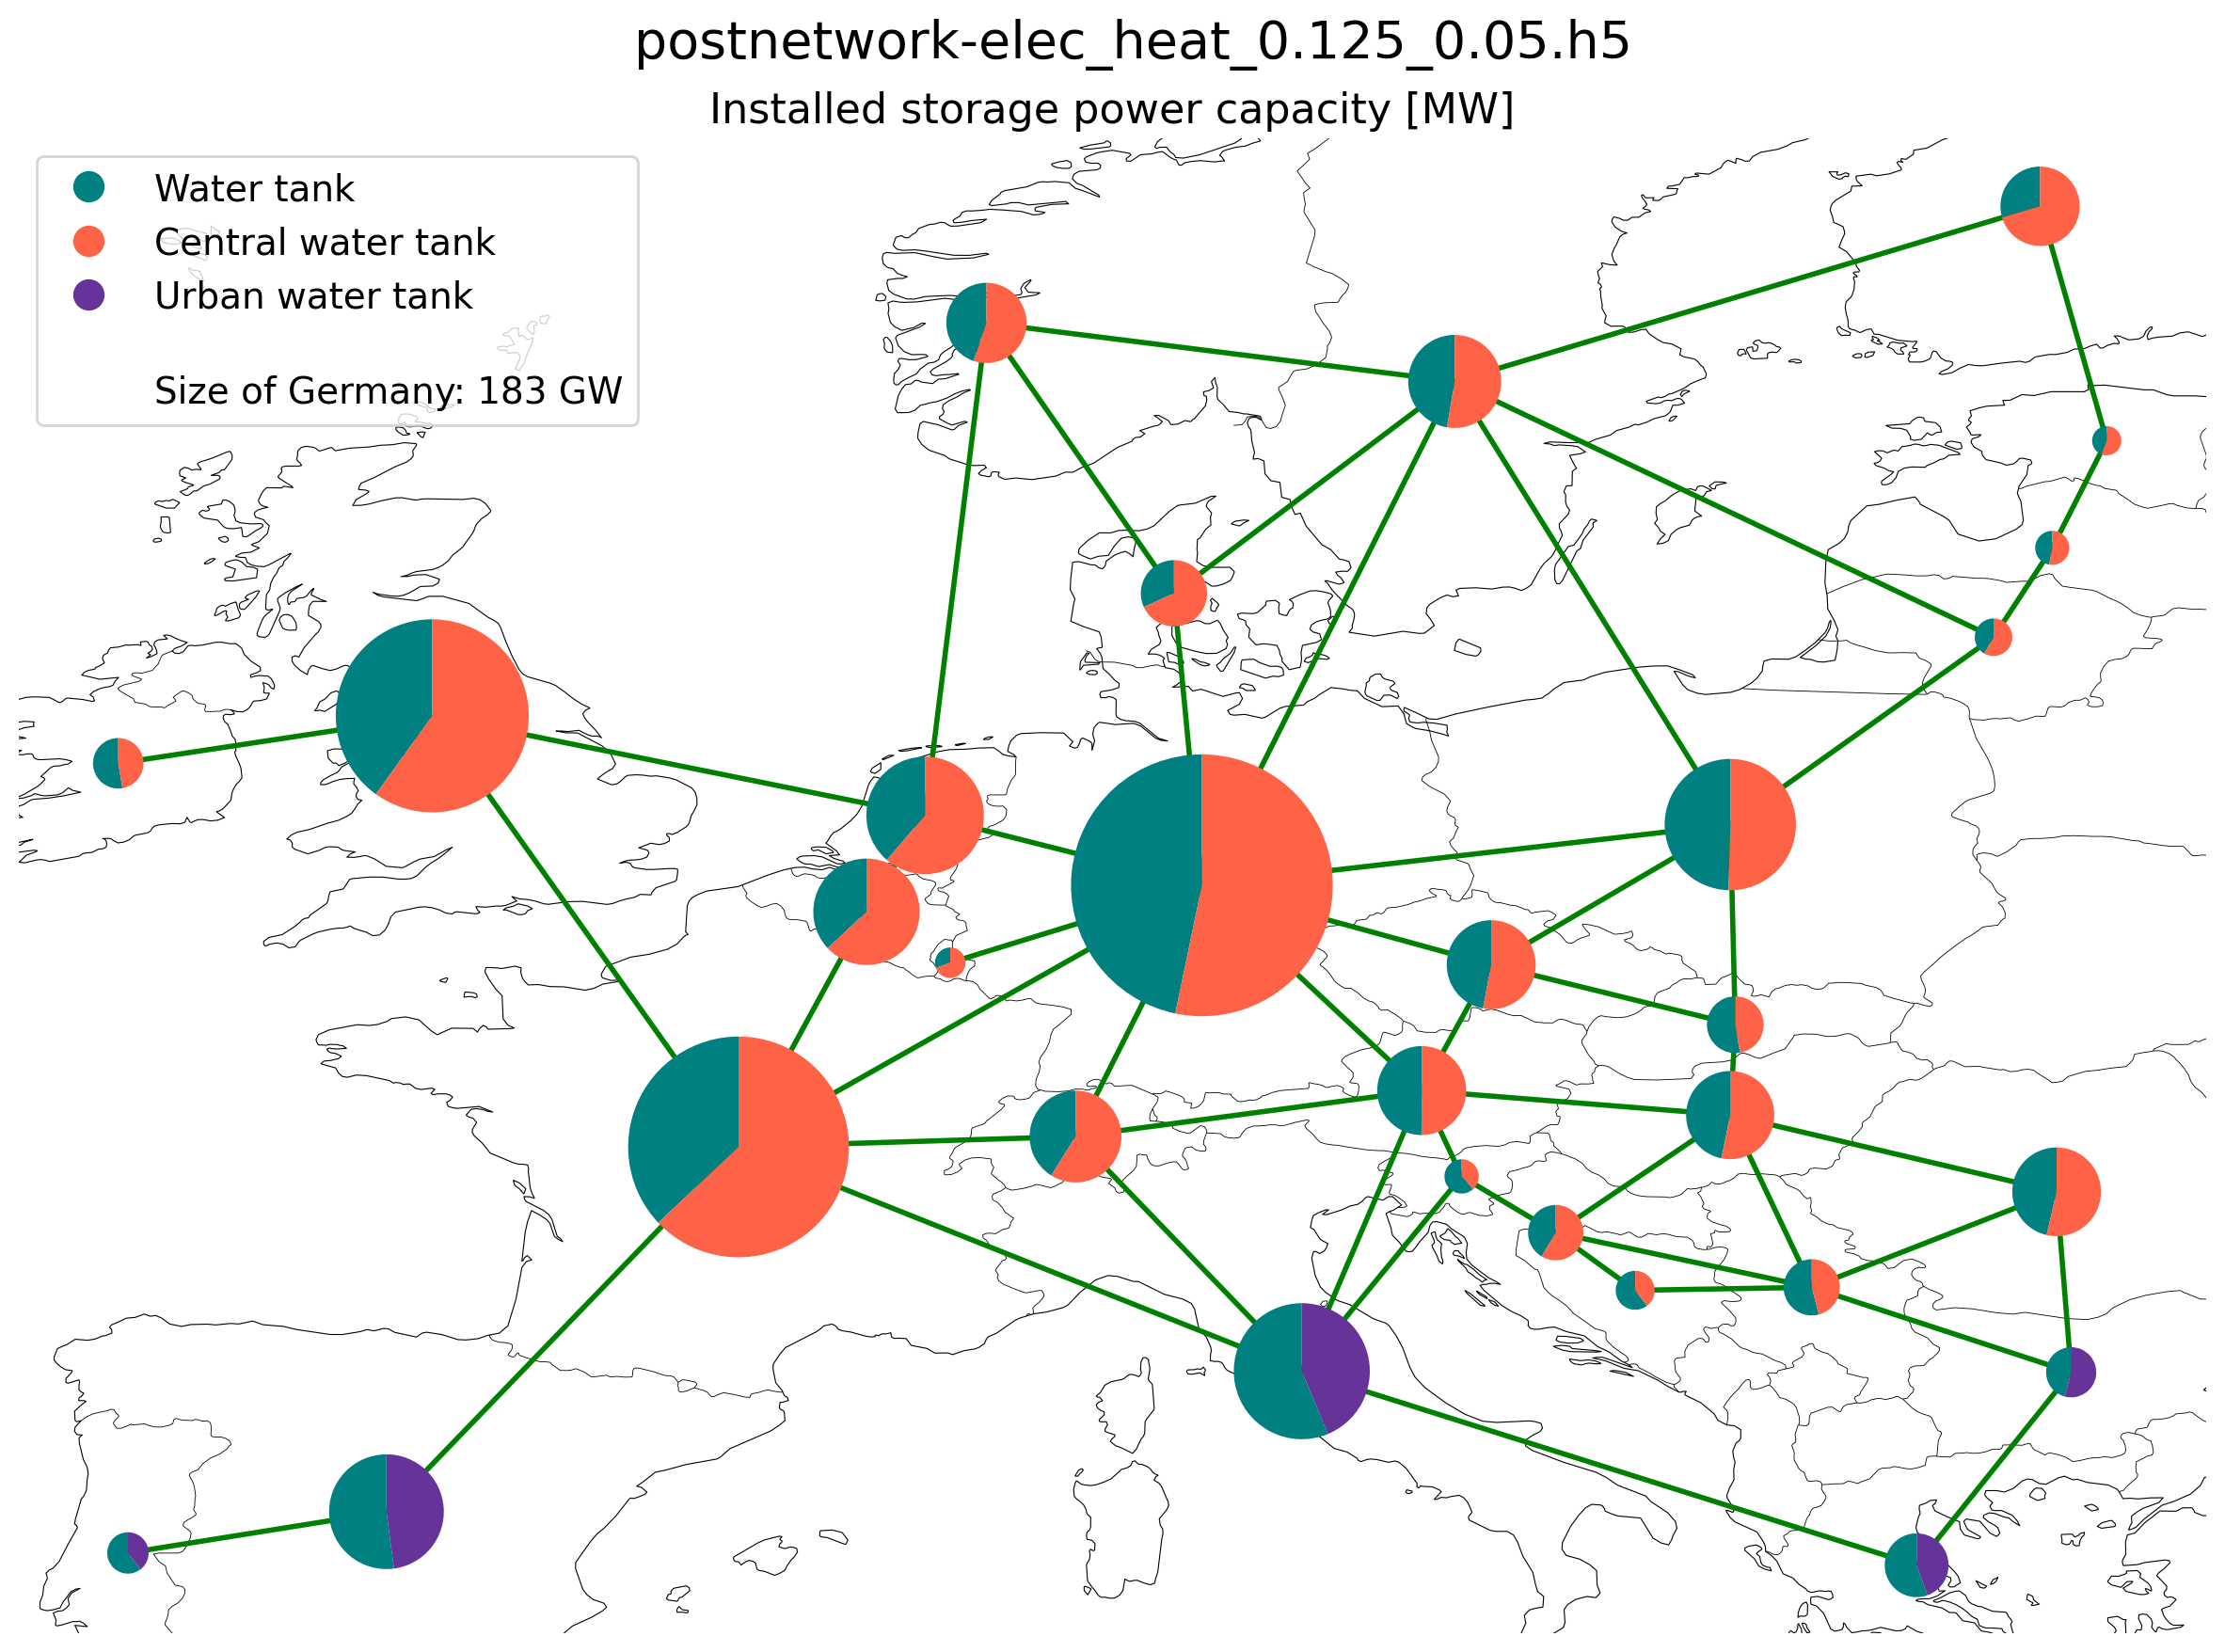 postnetwork-elec_heat_0.125_0.05.h5
Installed storage power capacity [MW]
Water tank
Central water tank
Urban water tank
Size of Germany: 183 GW